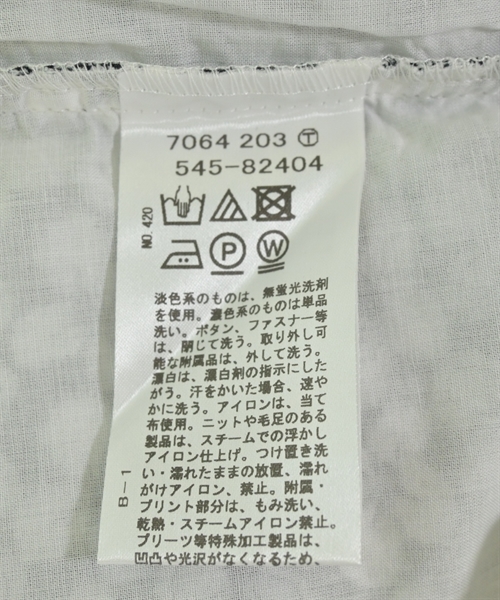 7064 203 Ⓣ
545-82404
NO. 420
P
W
淡色系のものは、無蛍光洗剤
を使用。濃色系のものは単品
洗い。ボタン、ファスナー等
は、閉じて洗う。取り外し可
能な附属品は、外して洗う。
漂白は、漂白剤の指示にした
がう。汗をかいた場合、速や
かに洗う。アイロンは、当て
布使用。ニットや毛足のある
製品は、スチームでの浮かし
アイロン仕上げ。つけ置き洗
い・濡れたままの放置、濡れ
がけアイロン、禁止。附属・
プリント部分は、もみ洗い、
乾熱・スチームアイロン禁止。
プリーツ等特殊加工製品は、
凹凸や光沢がなくなるため、
B-1